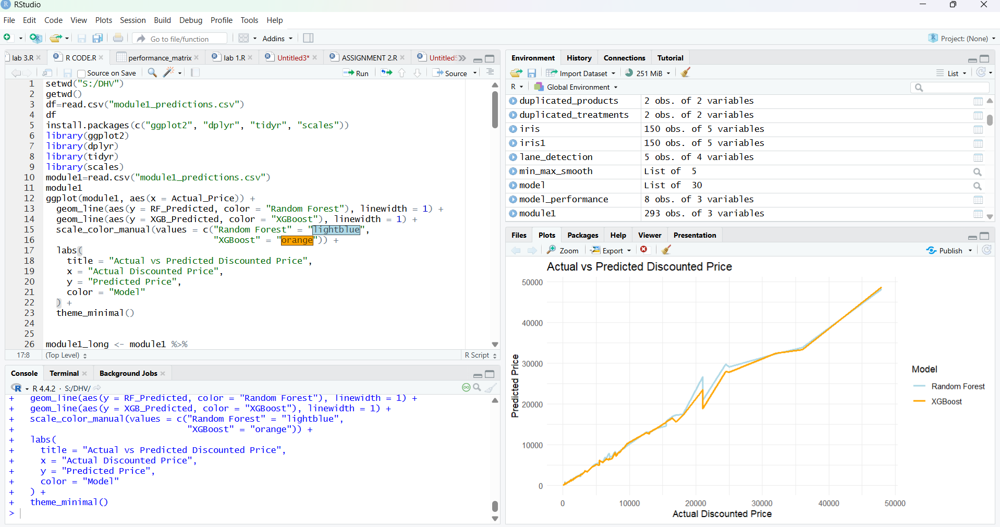 RStudio
File Edit Code View Plots Session Build Debug Profile Tools Help
Go to file/function Addins Project: (None)
lab 3.R R CODE.R performance_matrix lab 1.R Untitled3* ASSIGNMENT 2.R Untitled5
Source on Save Run Source
1 setwd("S:/DHV")
2 getwd()
3 df=read.csv("module1_predictions.csv")
4 df
5 install.packages(c("ggplot2", "dplyr", "tidyr", "scales"))
6 library(ggplot2)
7 library(dplyr)
8 library(tidyr)
9 library(scales)
10 module1=read.csv("module1_predictions.csv")
11 module1
12 ggplot(module1, aes(x = Actual_Price)) +
13 geom_line(aes(y = RF_Predicted, color = "Random Forest"), linewidth = 1) +
14 geom_line(aes(y = XGB_Predicted, color = "XGBoost"), linewidth = 1) +
15 scale_color_manual(values = c("Random Forest" = "lightblue",
16 "XGBoost" = "orange")) +
17 labs(
18 title = "Actual vs Predicted Discounted Price",
19 x = "Actual Discounted Price",
20 y = "Predicted Price",
21 color = "Model"
22 ) +
23 theme_minimal()
24
25
26 module1_long <- module1 %>%
17:8 (Top Level) R Script
Console Terminal Background Jobs
R R 4.4.2 · S:/DHV/
+ geom_line(aes(y = RF_Predicted, color = "Random Forest"), linewidth = 1) +
+ geom_line(aes(y = XGB_Predicted, color = "XGBoost"), linewidth = 1) +
+ scale_color_manual(values = c("Random Forest" = "lightblue",
+ "XGBoost" = "orange")) +
+ labs(
+ title = "Actual vs Predicted Discounted Price",
+ x = "Actual Discounted Price",
+ y = "Predicted Price",
+ color = "Model"
+ ) +
+ theme_minimal()
>
Environment History Connections Tutorial
Import Dataset 251 MiB List
R Global Environment
duplicated_products 2 obs. of 2 variables
duplicated_treatments 2 obs. of 2 variables
iris 150 obs. of 5 variables
iris1 150 obs. of 5 variables
lane_detection 5 obs. of 4 variables
min_max_smooth List of 5
model List of 30
model_performance 8 obs. of 3 variables
module1 293 obs. of 3 variables
Files Plots Packages Help Viewer Presentation
Zoom Export Publish
Actual vs Predicted Discounted Price
50000
40000
30000
20000
10000
0
Predicted Price
0 10000 20000 30000 40000 50000
Actual Discounted Price
Model
Random Forest
XGBoost